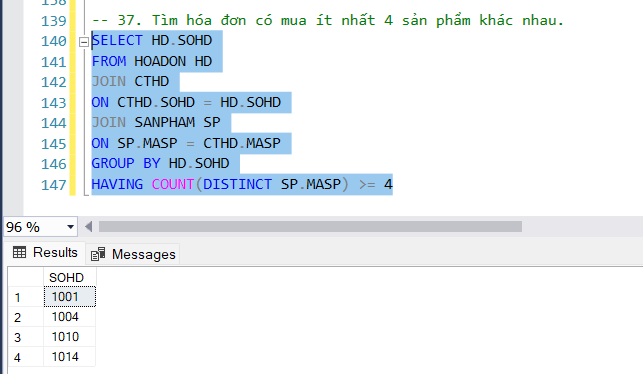 138
139
-- 37. Tìm hóa đơn có mua ít nhất 4 sản phẩm khác nhau.
140 SELECT HD.SOHD
141 FROM HOADON HD
142 JOIN CTHD
143 ON CTHD.SOHD = HD.SOHD
144 JOIN SANPHAM SP
145 ON SP.MASP = CTHD.MASP
146 GROUP BY HD.SOHD
147 HAVING COUNT(DISTINCT SP.MASP) >= 4
96 %
Results Messages
SOHD
1 1001
2 1004
3 1010
4 1014